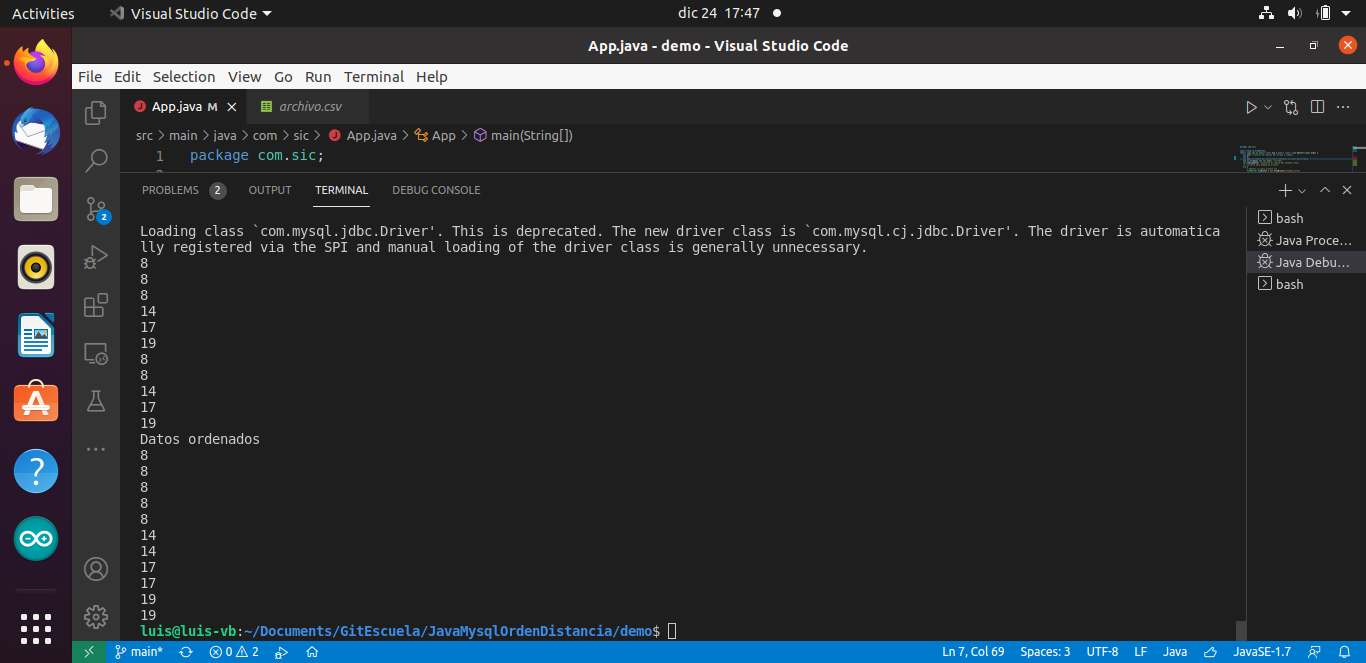 Activities Visual Studio Code dic 24 17:47
App.java - demo - Visual Studio Code
File Edit Selection View Go Run Terminal Help
App.java M archivo.csv
src > main > java > com > sic > App.java > App > main(String[])
1 package com.sic;
PROBLEMS 2 OUTPUT TERMINAL DEBUG CONSOLE
Loading class `com.mysql.jdbc.Driver'. This is deprecated. The new driver class is `com.mysql.cj.jdbc.Driver'. The driver is automatica
lly registered via the SPI and manual loading of the driver class is generally unnecessary.
8
8
8
14
17
19
8
8
14
17
19
Datos ordenados
8
8
8
8
8
14
14
17
17
19
19
luis@luis-vb:~/Documents/GitEscuela/JavaMysqlOrdenDistancia/demo$
bash
Java Proce...
Java Debu...
bash
2
main* 0 2 Ln 7, Col 69 Spaces: 3 UTF-8 LF Java JavaSE-1.7